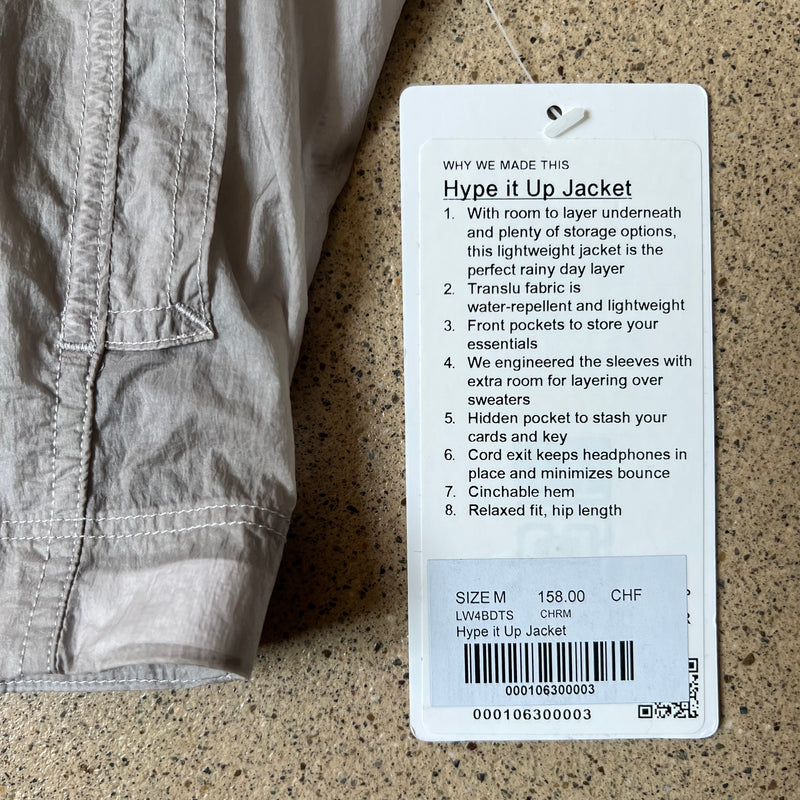 WHY WE MADE THIS
Hype it Up Jacket
1. With room to layer underneath
and plenty of storage options,
this lightweight jacket is the
perfect rainy day layer
2. Translu fabric is
water-repellent and lightweight
3. Front pockets to store your
essentials
4. We engineered the sleeves with
extra room for layering over
sweaters
5. Hidden pocket to stash your
cards and key
6. Cord exit keeps headphones in
place and minimizes bounce
7. Cinchable hem
8. Relaxed fit, hip length
SIZE M 158.00 CHF
LW4BDTS CHRM
Hype it Up Jacket
000106300003
000106300003